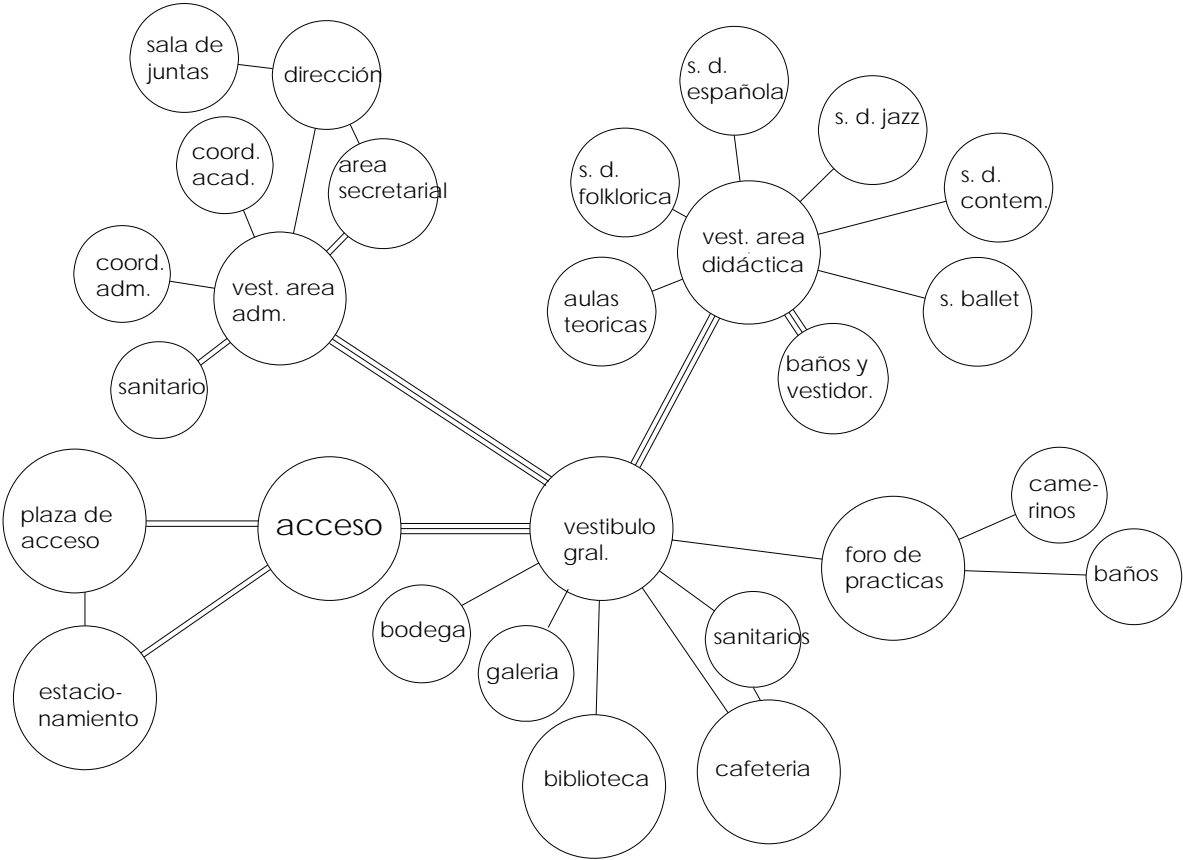 sala de
juntas
dirección
coord.
acad.
area
secretarial
coord.
adm.
vest. area
adm.
sanitario
s. d.
española
s. d. jazz
s. d.
folklorica
s. d.
contem.
vest. area
didáctica
aulas
teoricas
s. ballet
baños y
vestidor.
plaza de
acceso
acceso
vestibulo
gral.
foro de
practicas
came-
rinos
baños
bodega
galeria
sanitarios
estacio-
namiento
biblioteca
cafeteria